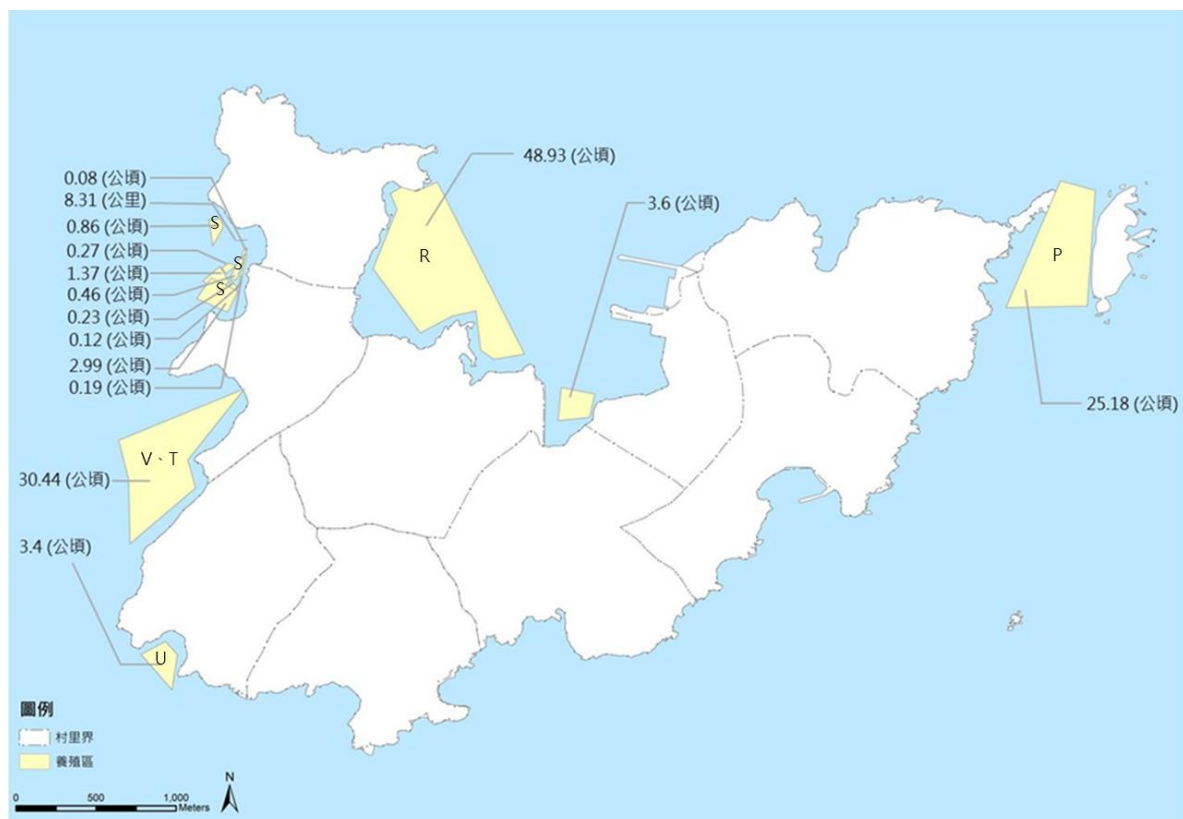 48.93 (公頃)
0.08 (公頃)
8.31 (公里)
3.6 (公頃)
0.86 (公頃)
S
0.27 (公頃)
R
P
S
1.37 (公頃)
0.46 (公頃)
S
0.23 (公頃)
0.12 (公頃)
2.99 (公頃)
0.19 (公頃)
25.18 (公頃)
V、T
30.44 (公頃)
3.4 (公頃)
U
圖例
村里界
養殖區
N
0 500 1,000
Meters